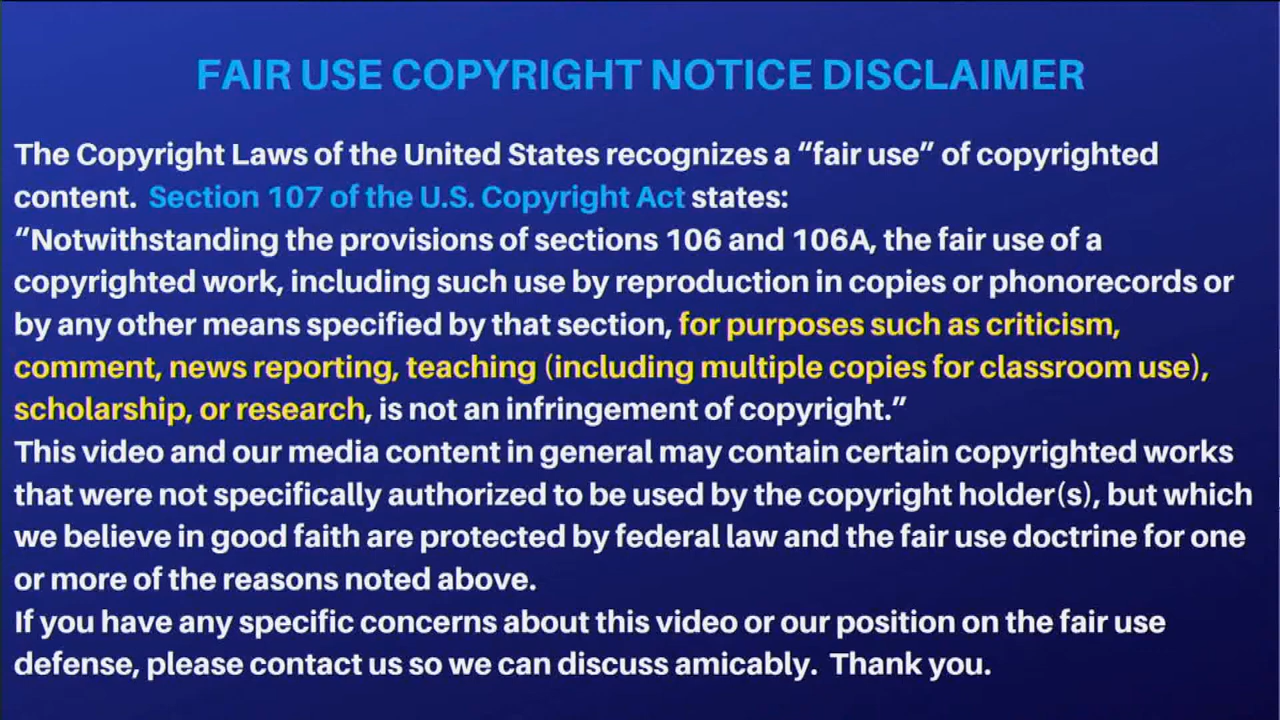 FAIR USE COPYRIGHT NOTICE DISCLAIMER
The Copyright Laws of the United States recognizes a “fair use” of copyrighted
content.  Section 107 of the U.S. Copyright Act states:
“Notwithstanding the provisions of sections 106 and 106A, the fair use of a
copyrighted work, including such use by reproduction in copies or phonorecords or
by any other means specified by that section, for purposes such as criticism,
comment, news reporting, teaching (including multiple copies for classroom use),
scholarship, or research, is not an infringement of copyright.”
This video and our media content in general may contain certain copyrighted works
that were not specifically authorized to be used by the copyright holder(s), but which
we believe in good faith are protected by federal law and the fair use doctrine for one
or more of the reasons noted above.
If you have any specific concerns about this video or our position on the fair use
defense, please contact us so we can discuss amicably.  Thank you.